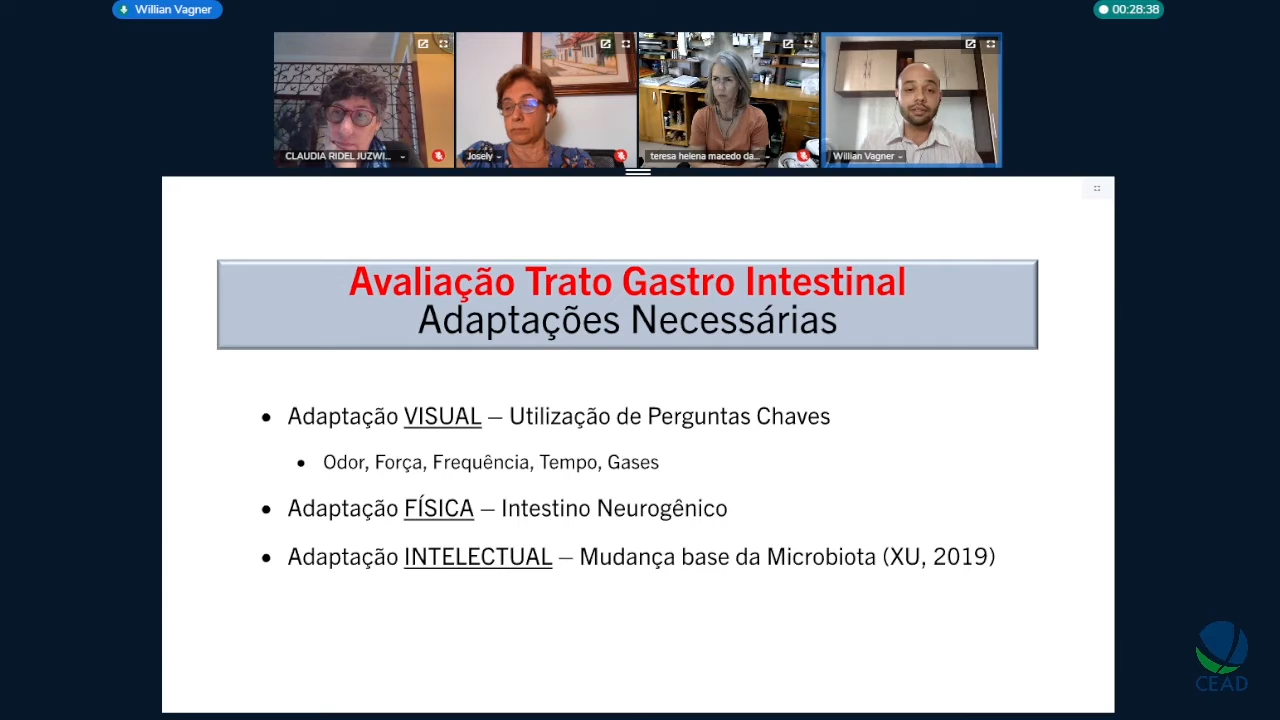 Willian Vagner
00:28:38
CLAUDIA RIDEL JUZWI...
Josely
teresa helena macedo da...
Willian Vagner
Avaliação Trato Gastro Intestinal
Adaptações Necessárias
• Adaptação VISUAL – Utilização de Perguntas Chaves
• Odor, Força, Frequência, Tempo, Gases
• Adaptação FÍSICA – Intestino Neurogênico
• Adaptação INTELECTUAL – Mudança base da Microbiota (XU, 2019)
CEAD